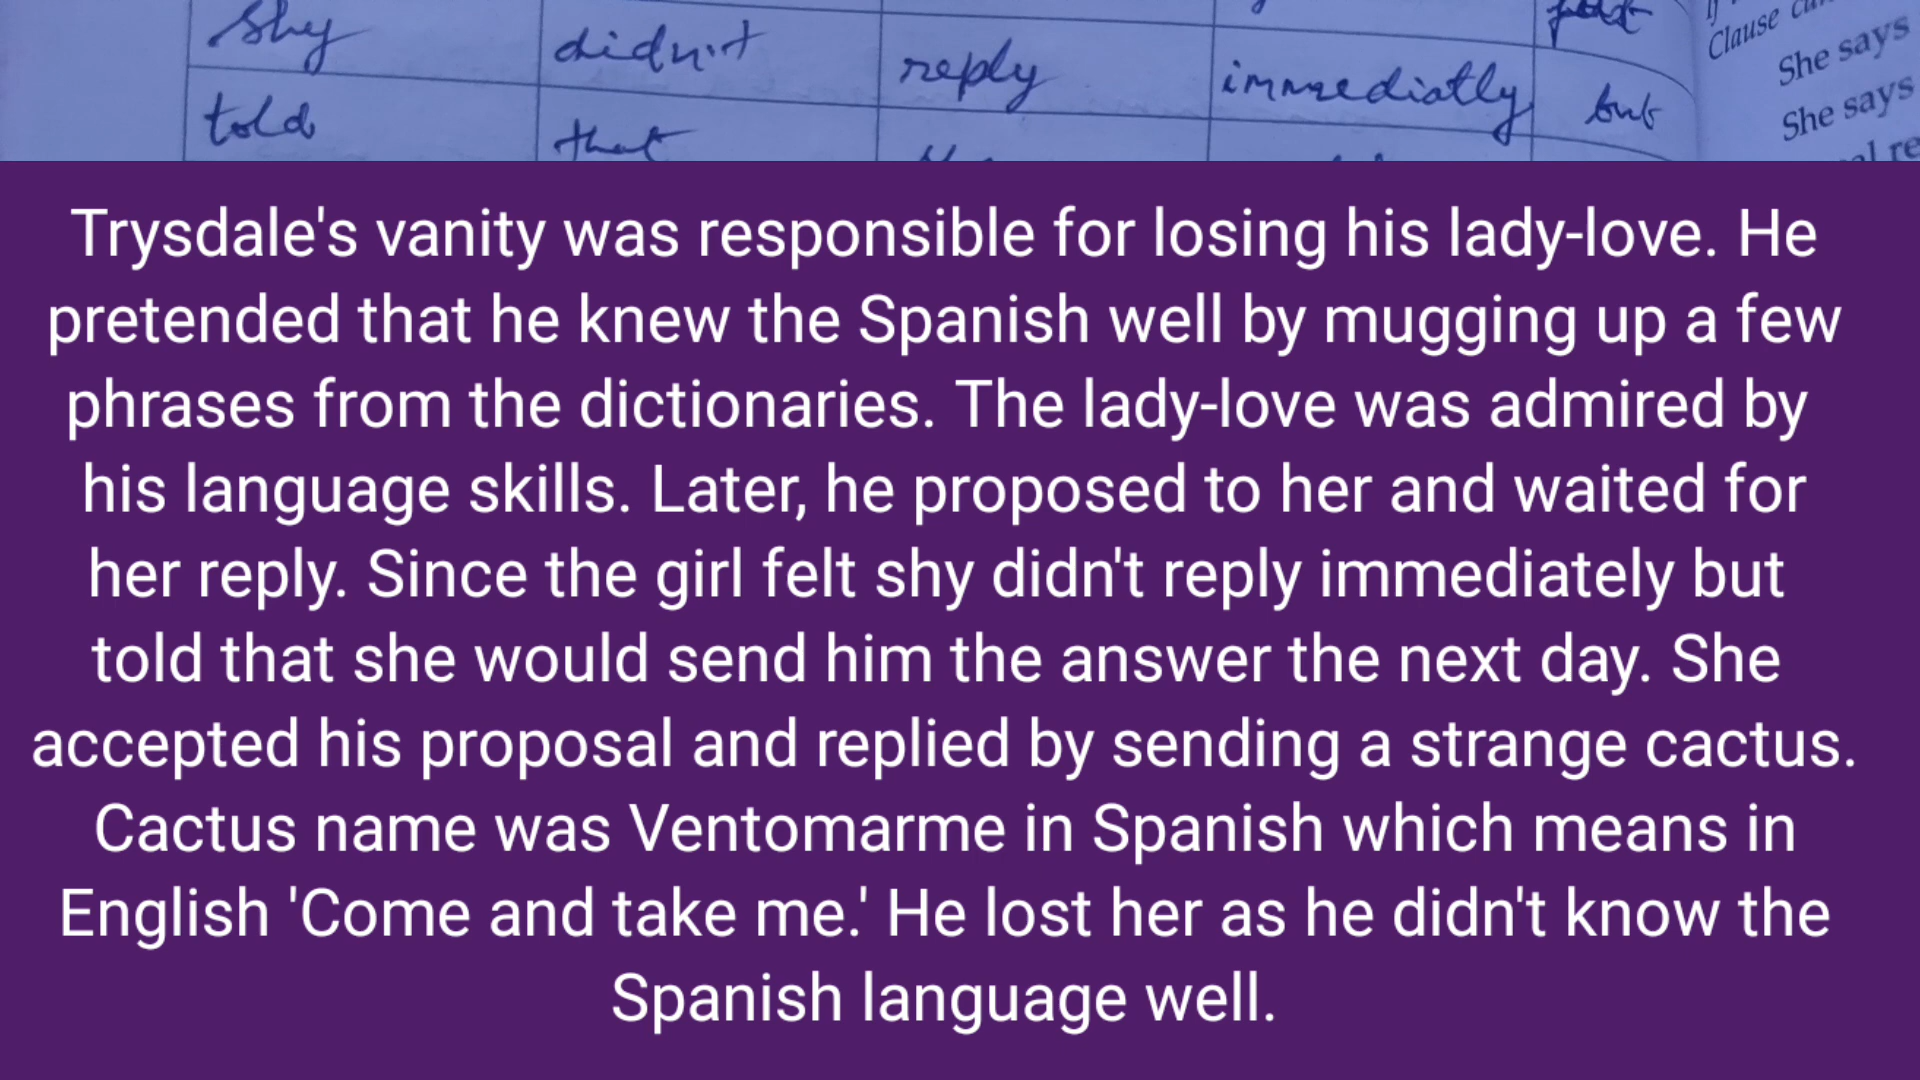 shy didn't reply immediatly but
told that
Clause
She says
She says
Trysdale's vanity was responsible for losing his lady-love. He
pretended that he knew the Spanish well by mugging up a few
phrases from the dictionaries. The lady-love was admired by
his language skills. Later, he proposed to her and waited for
her reply. Since the girl felt shy didn't reply immediately but
told that she would send him the answer the next day. She
accepted his proposal and replied by sending a strange cactus.
Cactus name was Ventomarme in Spanish which means in
English 'Come and take me.' He lost her as he didn't know the
Spanish language well.